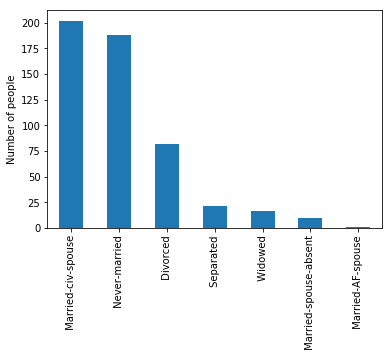 200
175
150
125
100
75
50
25
0
Number of people
Married-civ-spouse
Never-married
Divorced
Separated
Widowed
Married-spouse-absent
Married-AF-spouse